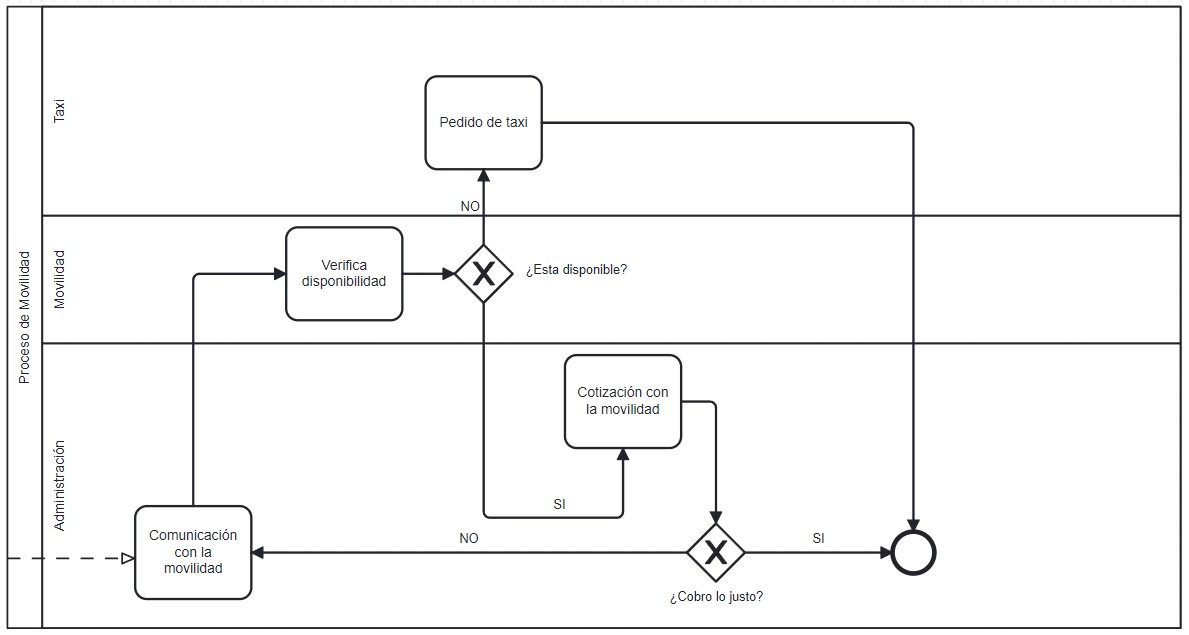 Proceso de Movilidad
Taxi
Pedido de taxi
NO
Movilidad
Verifica
disponibilidad
¿Esta disponible?
Administración
Cotización con
la movilidad
SI
Comunicación
con la
movilidad
NO
SI
¿Cobro lo justo?